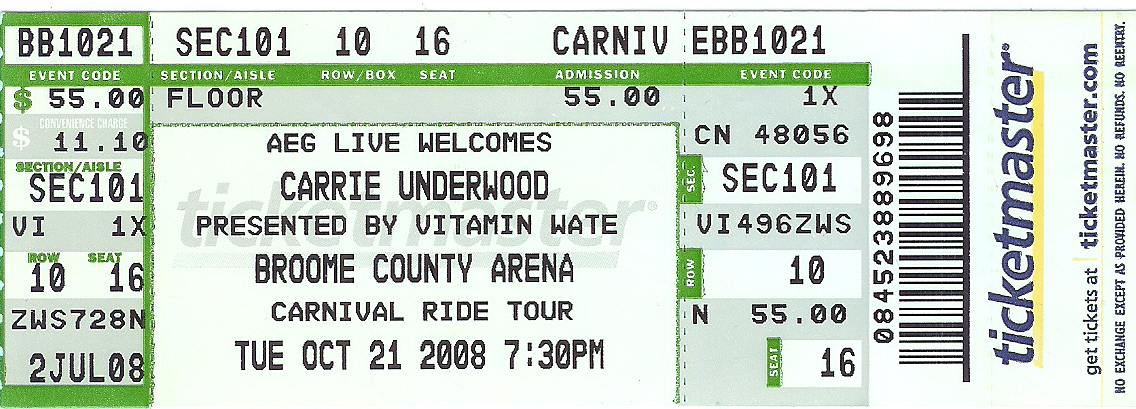 BB1021
EVENT CODE
$ 55.00
CONVENIENCE CHARGE
$ 11.10
SECTION/AISLE
SEC101
VI 1X
ROW SEAT
10 16
ZWS728N
2JUL08
SEC101 10 16 CARNIV
SECTION/AISLE ROW/BOX SEAT ADMISSION
FLOOR 55.00
ticketmaster®
AEG LIVE WELCOMES
CARRIE UNDERWOOD
PRESENTED BY VITAMIN WATE
BROOME COUNTY ARENA
CARNIVAL RIDE TOUR
TUE OCT 21 2008 7:30PM
EBB1021
EVENT CODE
1X
CN 48056
SEC. SEC101
VI496ZWS
ROW 10
N 55.00
SEAT 16
084523889698
ticketmaster®
get tickets at ticketmaster.com
NO EXCHANGE EXCEPT AS PROVIDED HEREIN. NO REFUNDS. NO REENTRY.